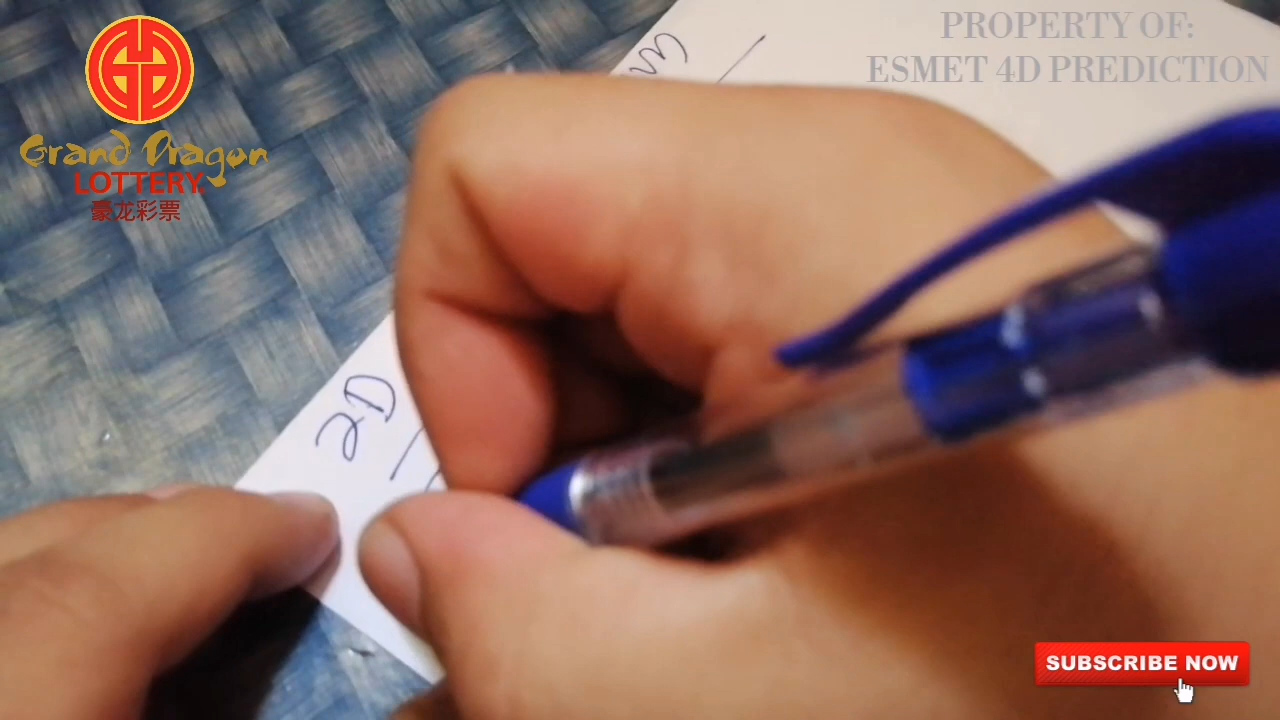 Grand Dragon
LOTTERY.
豪龙彩票
PROPERTY OF:
ESMET 4D PREDICTION
2D
SUBSCRIBE NOW